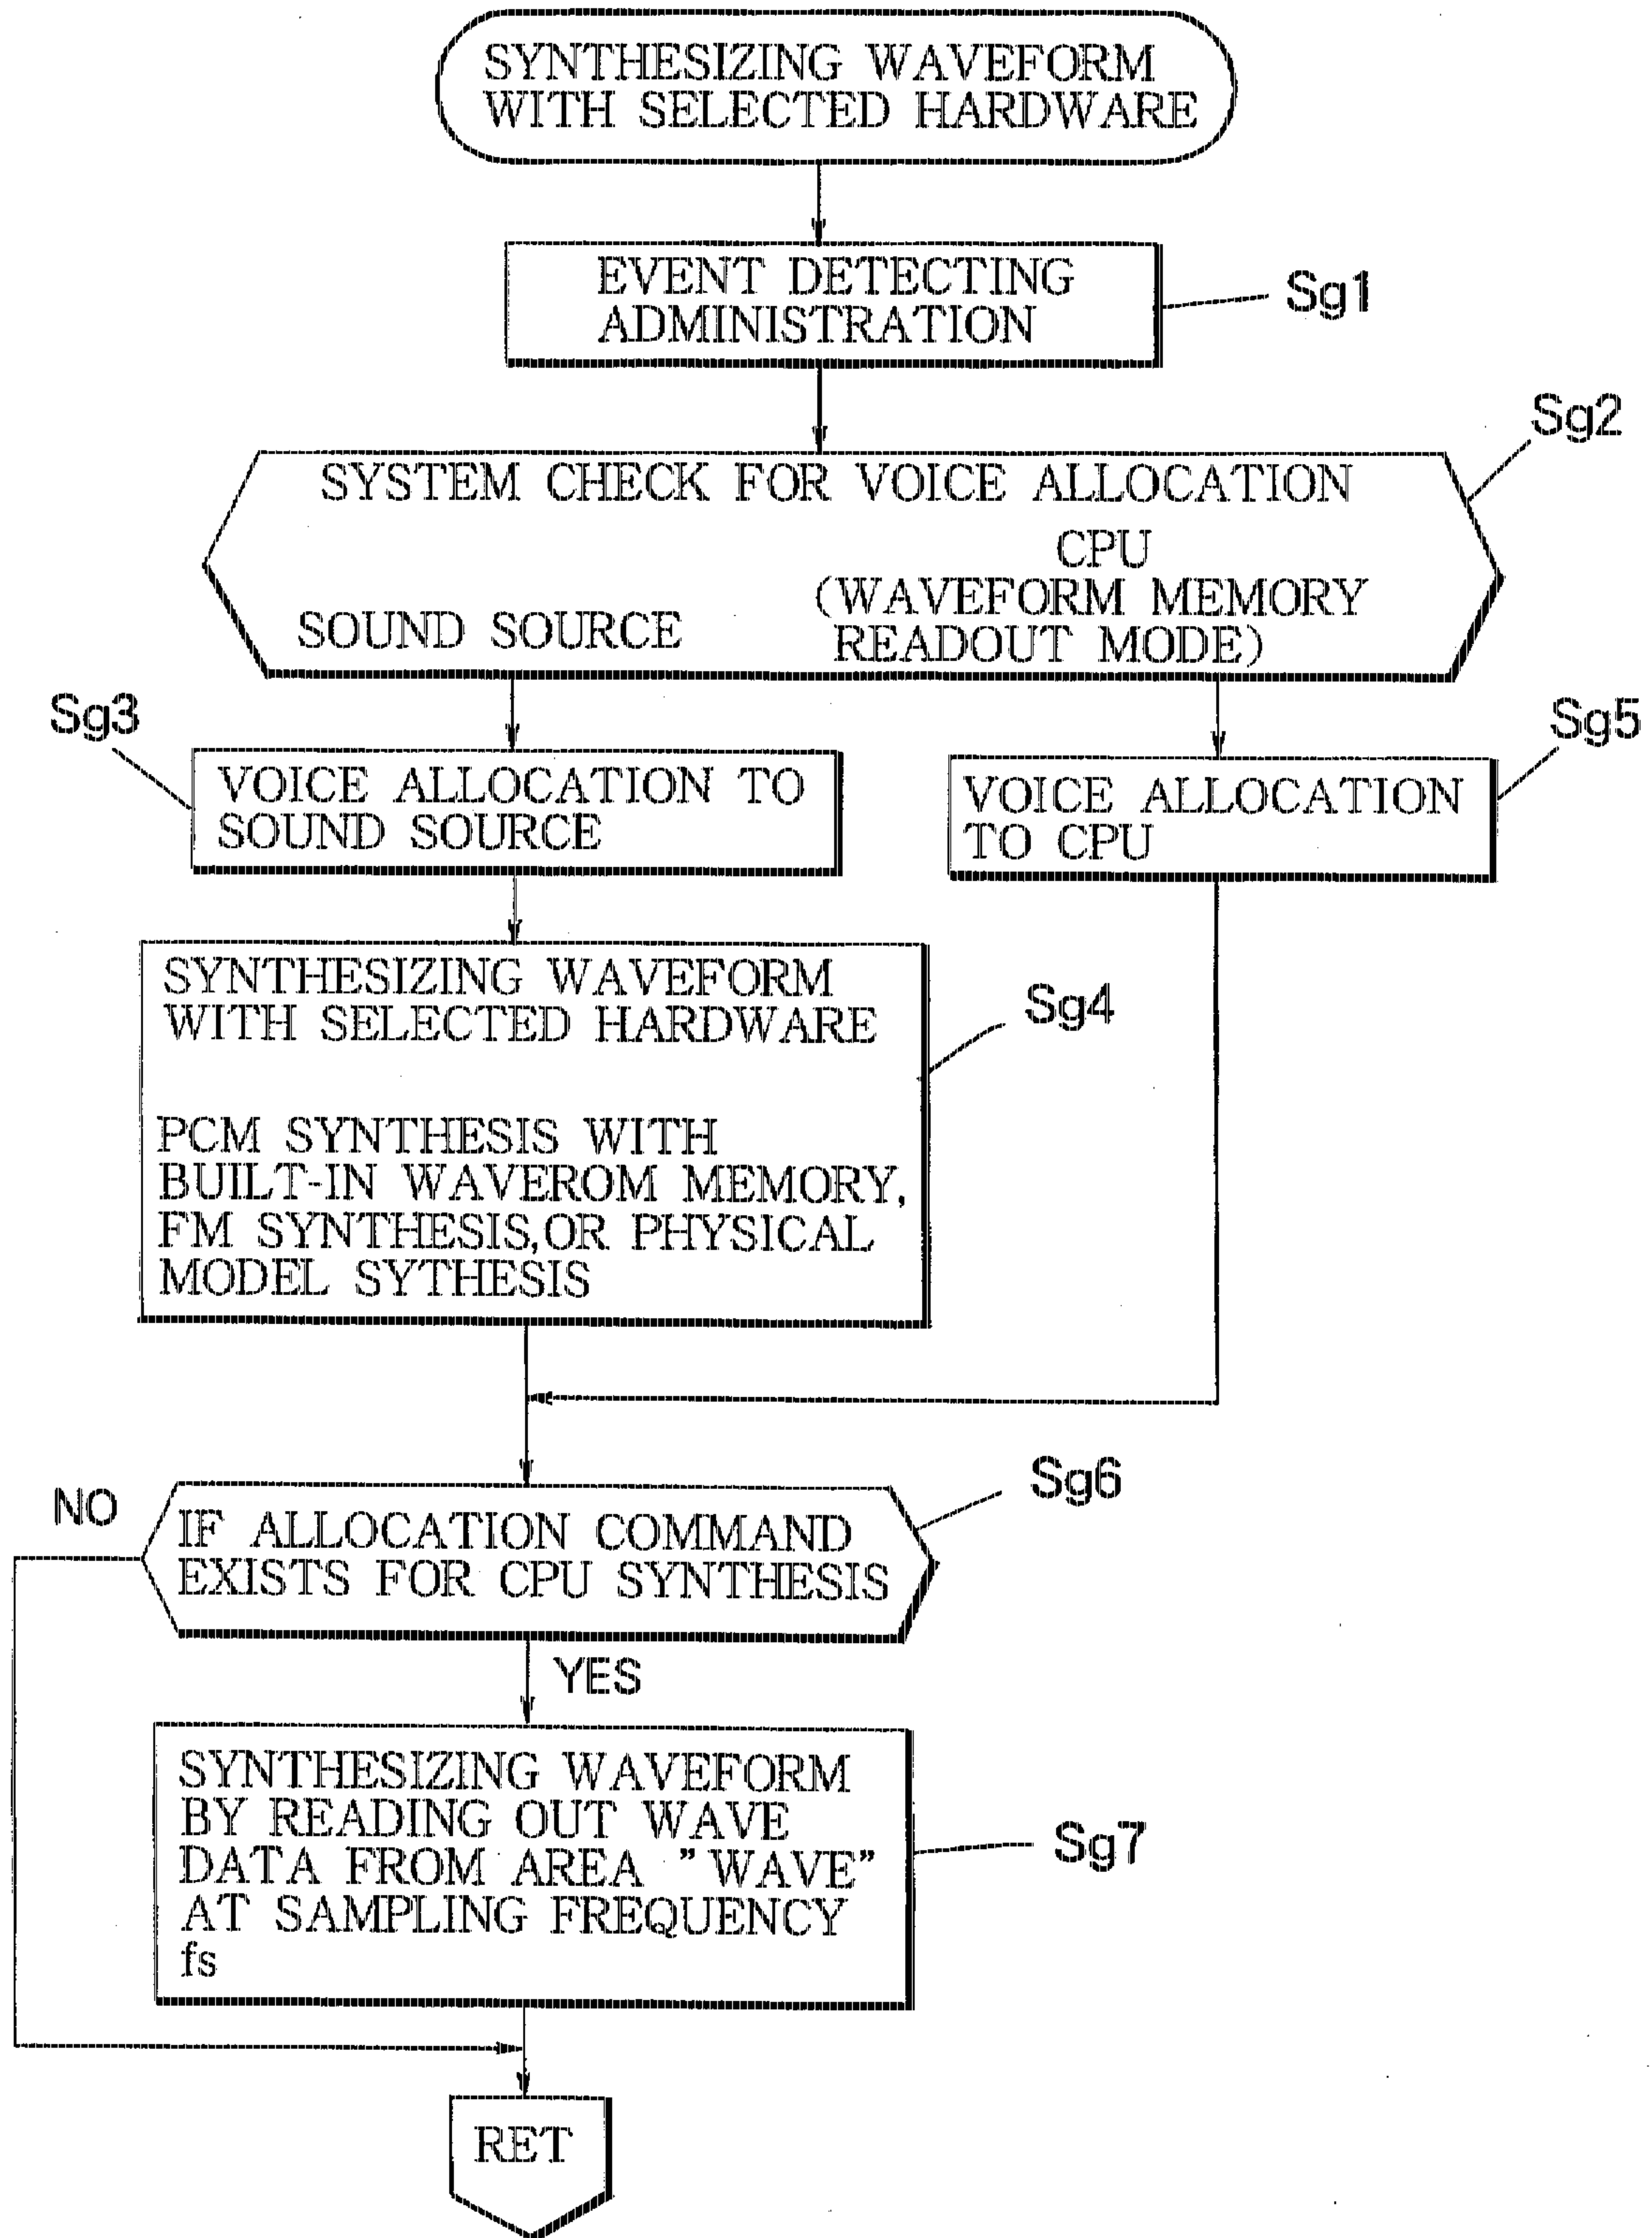 SYNTHESIZING WAVEFORM
WITH SELECTED HARDWARE
EVENT DETECTING
ADMINISTRATION
Sg1
Sg2
SYSTEM CHECK FOR VOICE ALLOCATION
CPU
(WAVEFORM MEMORY
READOUT MODE)
SOUND SOURCE
Sg3
VOICE ALLOCATION TO
SOUND SOURCE
Sg5
VOICE ALLOCATION
TO CPU
SYNTHESIZING WAVEFORM
WITH SELECTED HARDWARE
Sg4
PCM SYNTHESIS WITH
BUILT-IN WAVEROM MEMORY,
FM SYNTHESIS,OR PHYSICAL
MODEL SYTHESIS
Sg6
NO
IF ALLOCATION COMMAND
EXISTS FOR CPU SYNTHESIS
YES
SYNTHESIZING WAVEFORM
BY READING OUT WAVE
DATA FROM AREA "WAVE"
AT SAMPLING FREQUENCY
fs
Sg7
RET